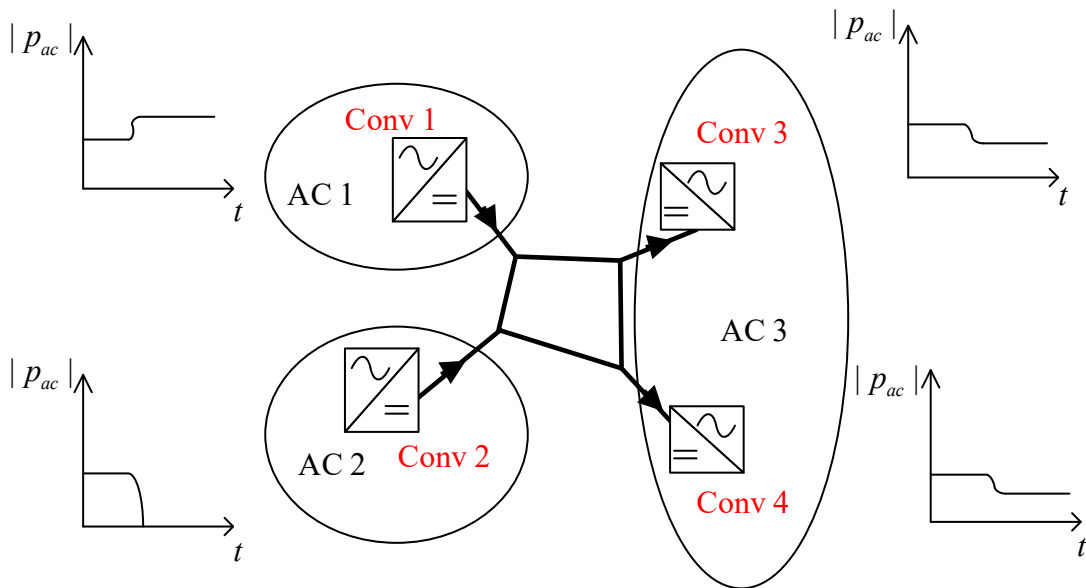 | p_ac |
t
| p_ac |
t
Conv 1
AC 1
Conv 3
AC 3
AC 2
Conv 2
Conv 4
| p_ac |
t
| p_ac |
t